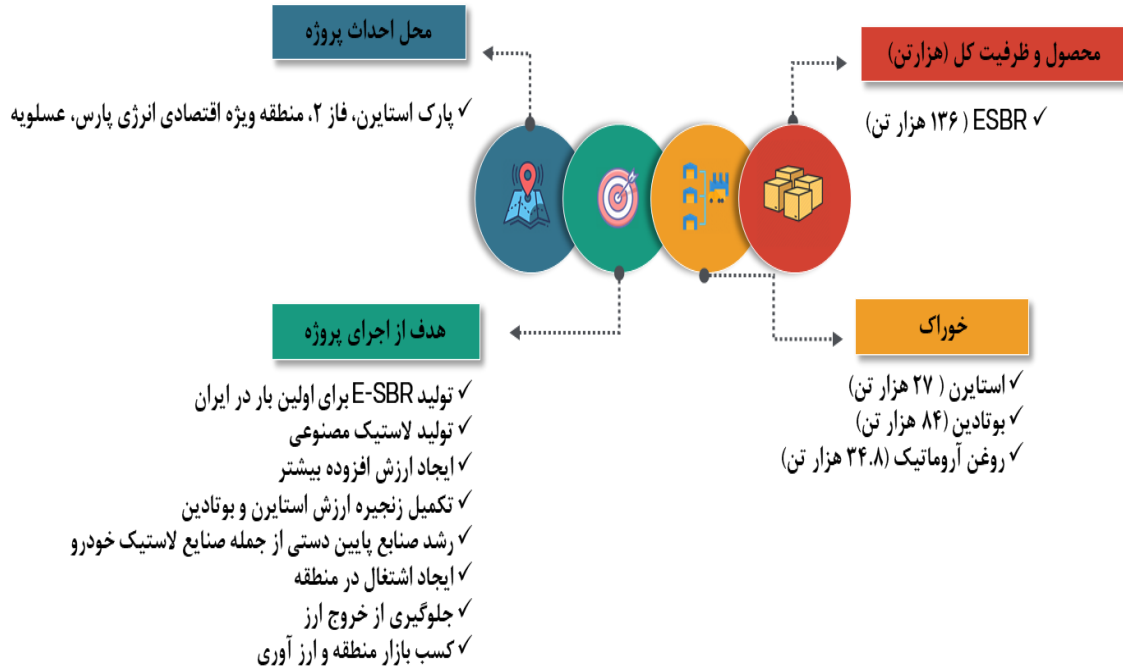 محصول و ظرفیت کل (هزارتن)
✓ ESBR ( ۱۳۶ هزار تن)
محل احداث پروژه
✓ پارک استایرن، فاز ۲، منطقه ویژه اقتصادی انرژی پارس، عسلویه
خوراک
✓ استایرن ( ۲۷ هزار تن)
✓ بوتادین (۸۴ هزار تن)
✓ روغن آروماتیک (۳۴.۸ هزار تن)
هدف از اجرای پروژه
✓ تولید E-SBR برای اولین بار در ایران
✓ تولید لاستیک مصنوعی
✓ ایجاد ارزش افزوده بیشتر
✓ تکمیل زنجیره ارزش استایرن و بوتادین
✓ رشد صنایع پایین دستی از جمله صنایع لاستیک خودرو
✓ ایجاد اشتغال در منطقه
✓ جلوگیری از خروج ارز
✓ کسب بازار منطقه و ارز آوری